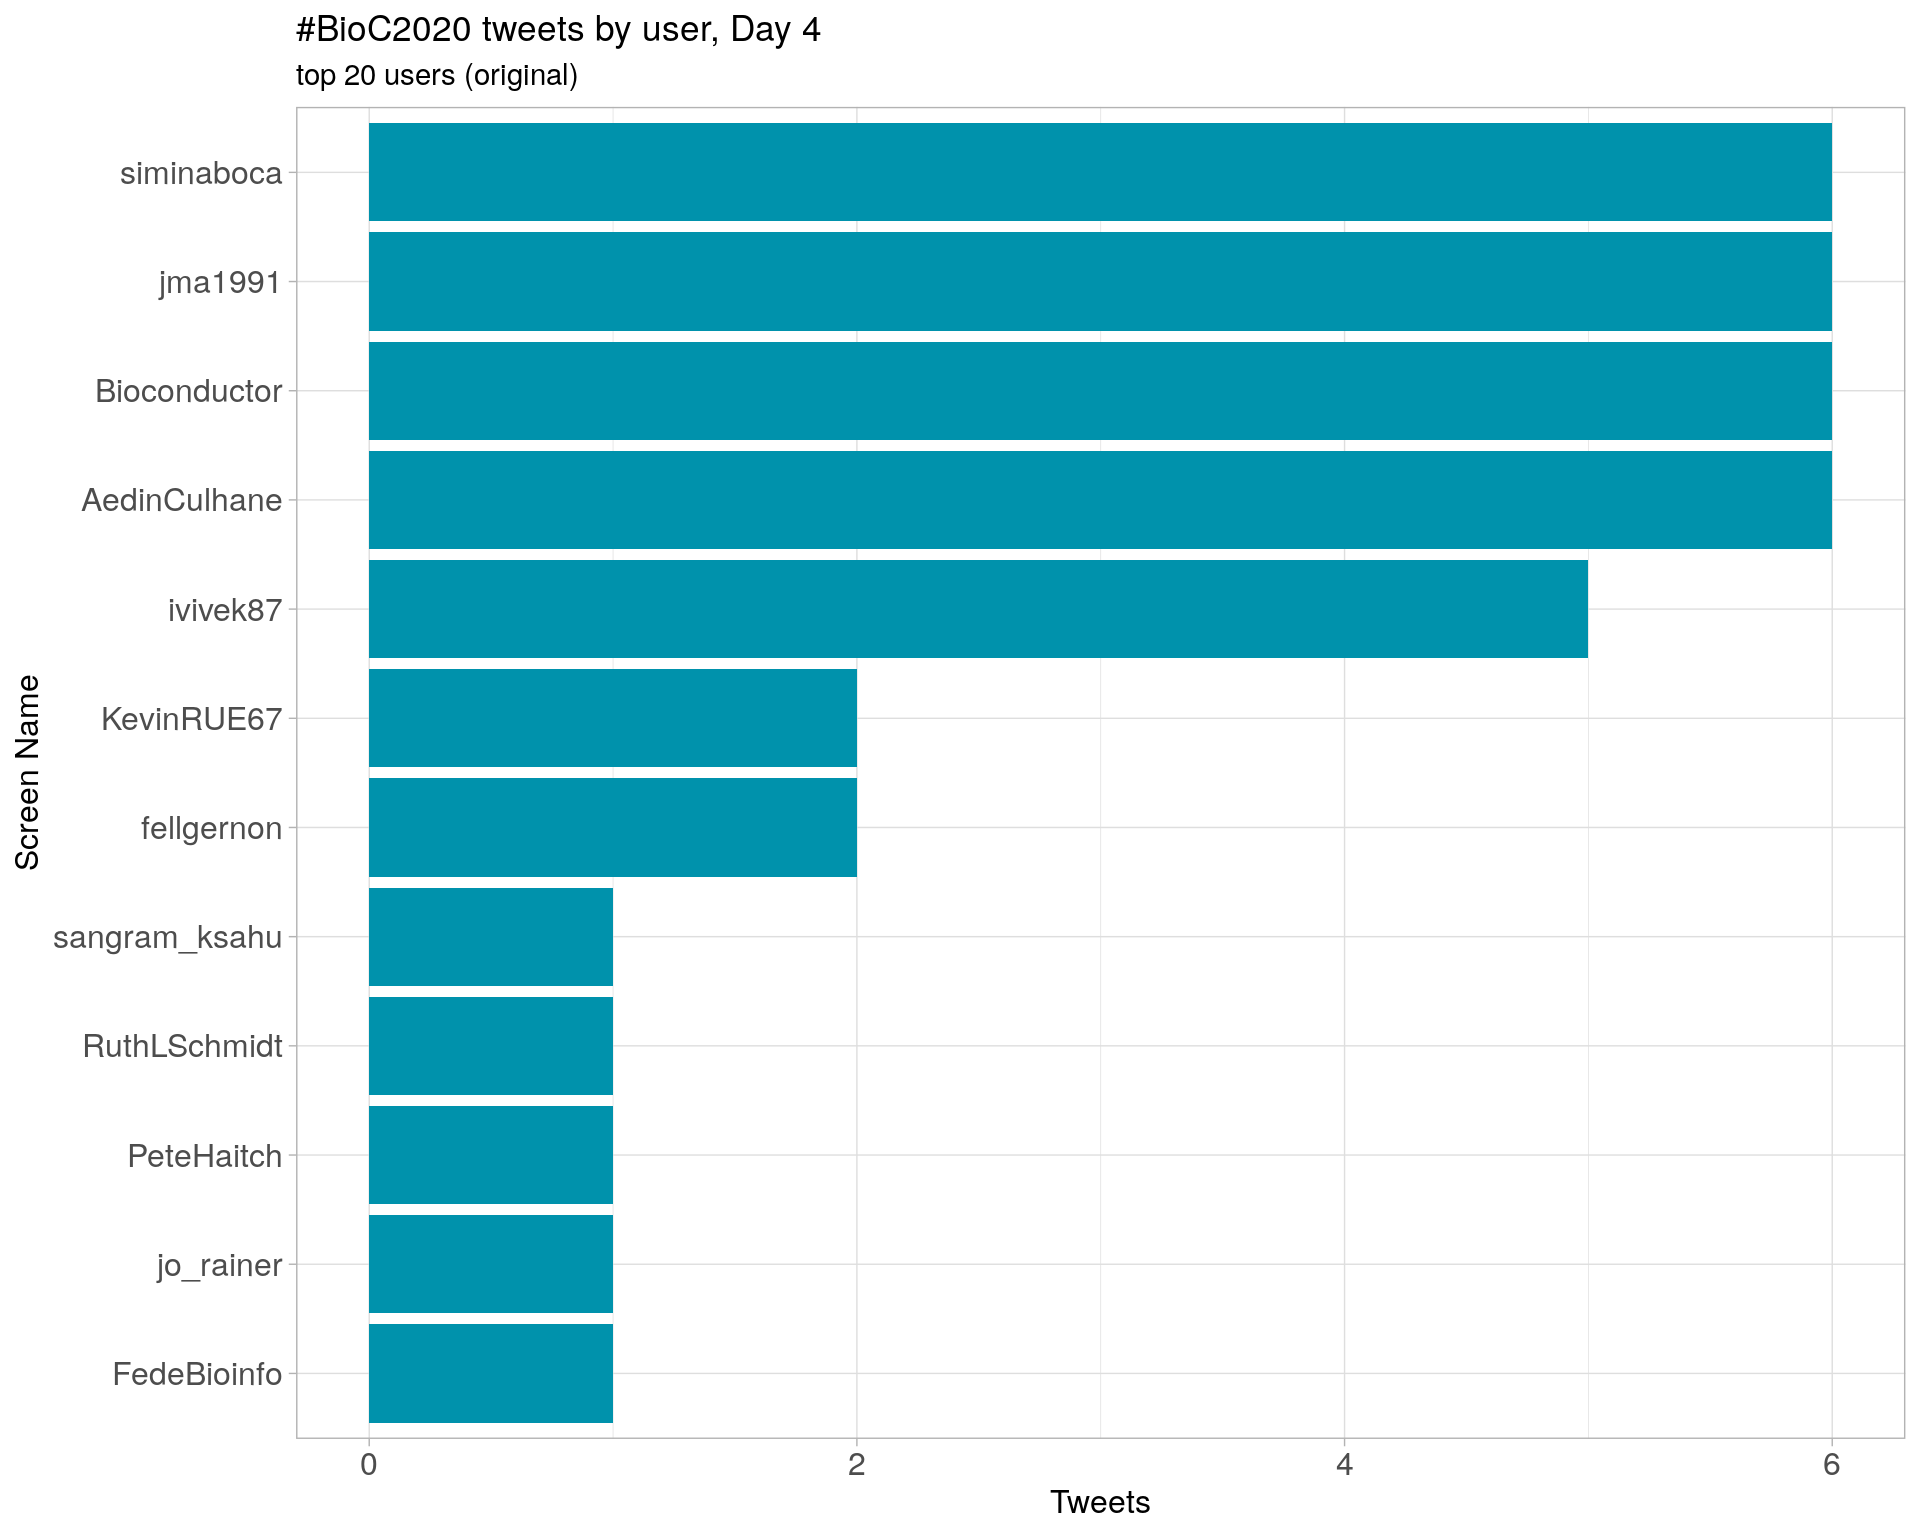 #BioC2020 tweets by user, Day 4
top 20 users (original)
Screen Name
siminaboca
jma1991
Bioconductor
AedinCulhane
ivivek87
KevinRUE67
fellgernon
sangram_ksahu
RuthLSchmidt
PeteHaitch
jo_rainer
FedeBioinfo
0 2 4 6
Tweets